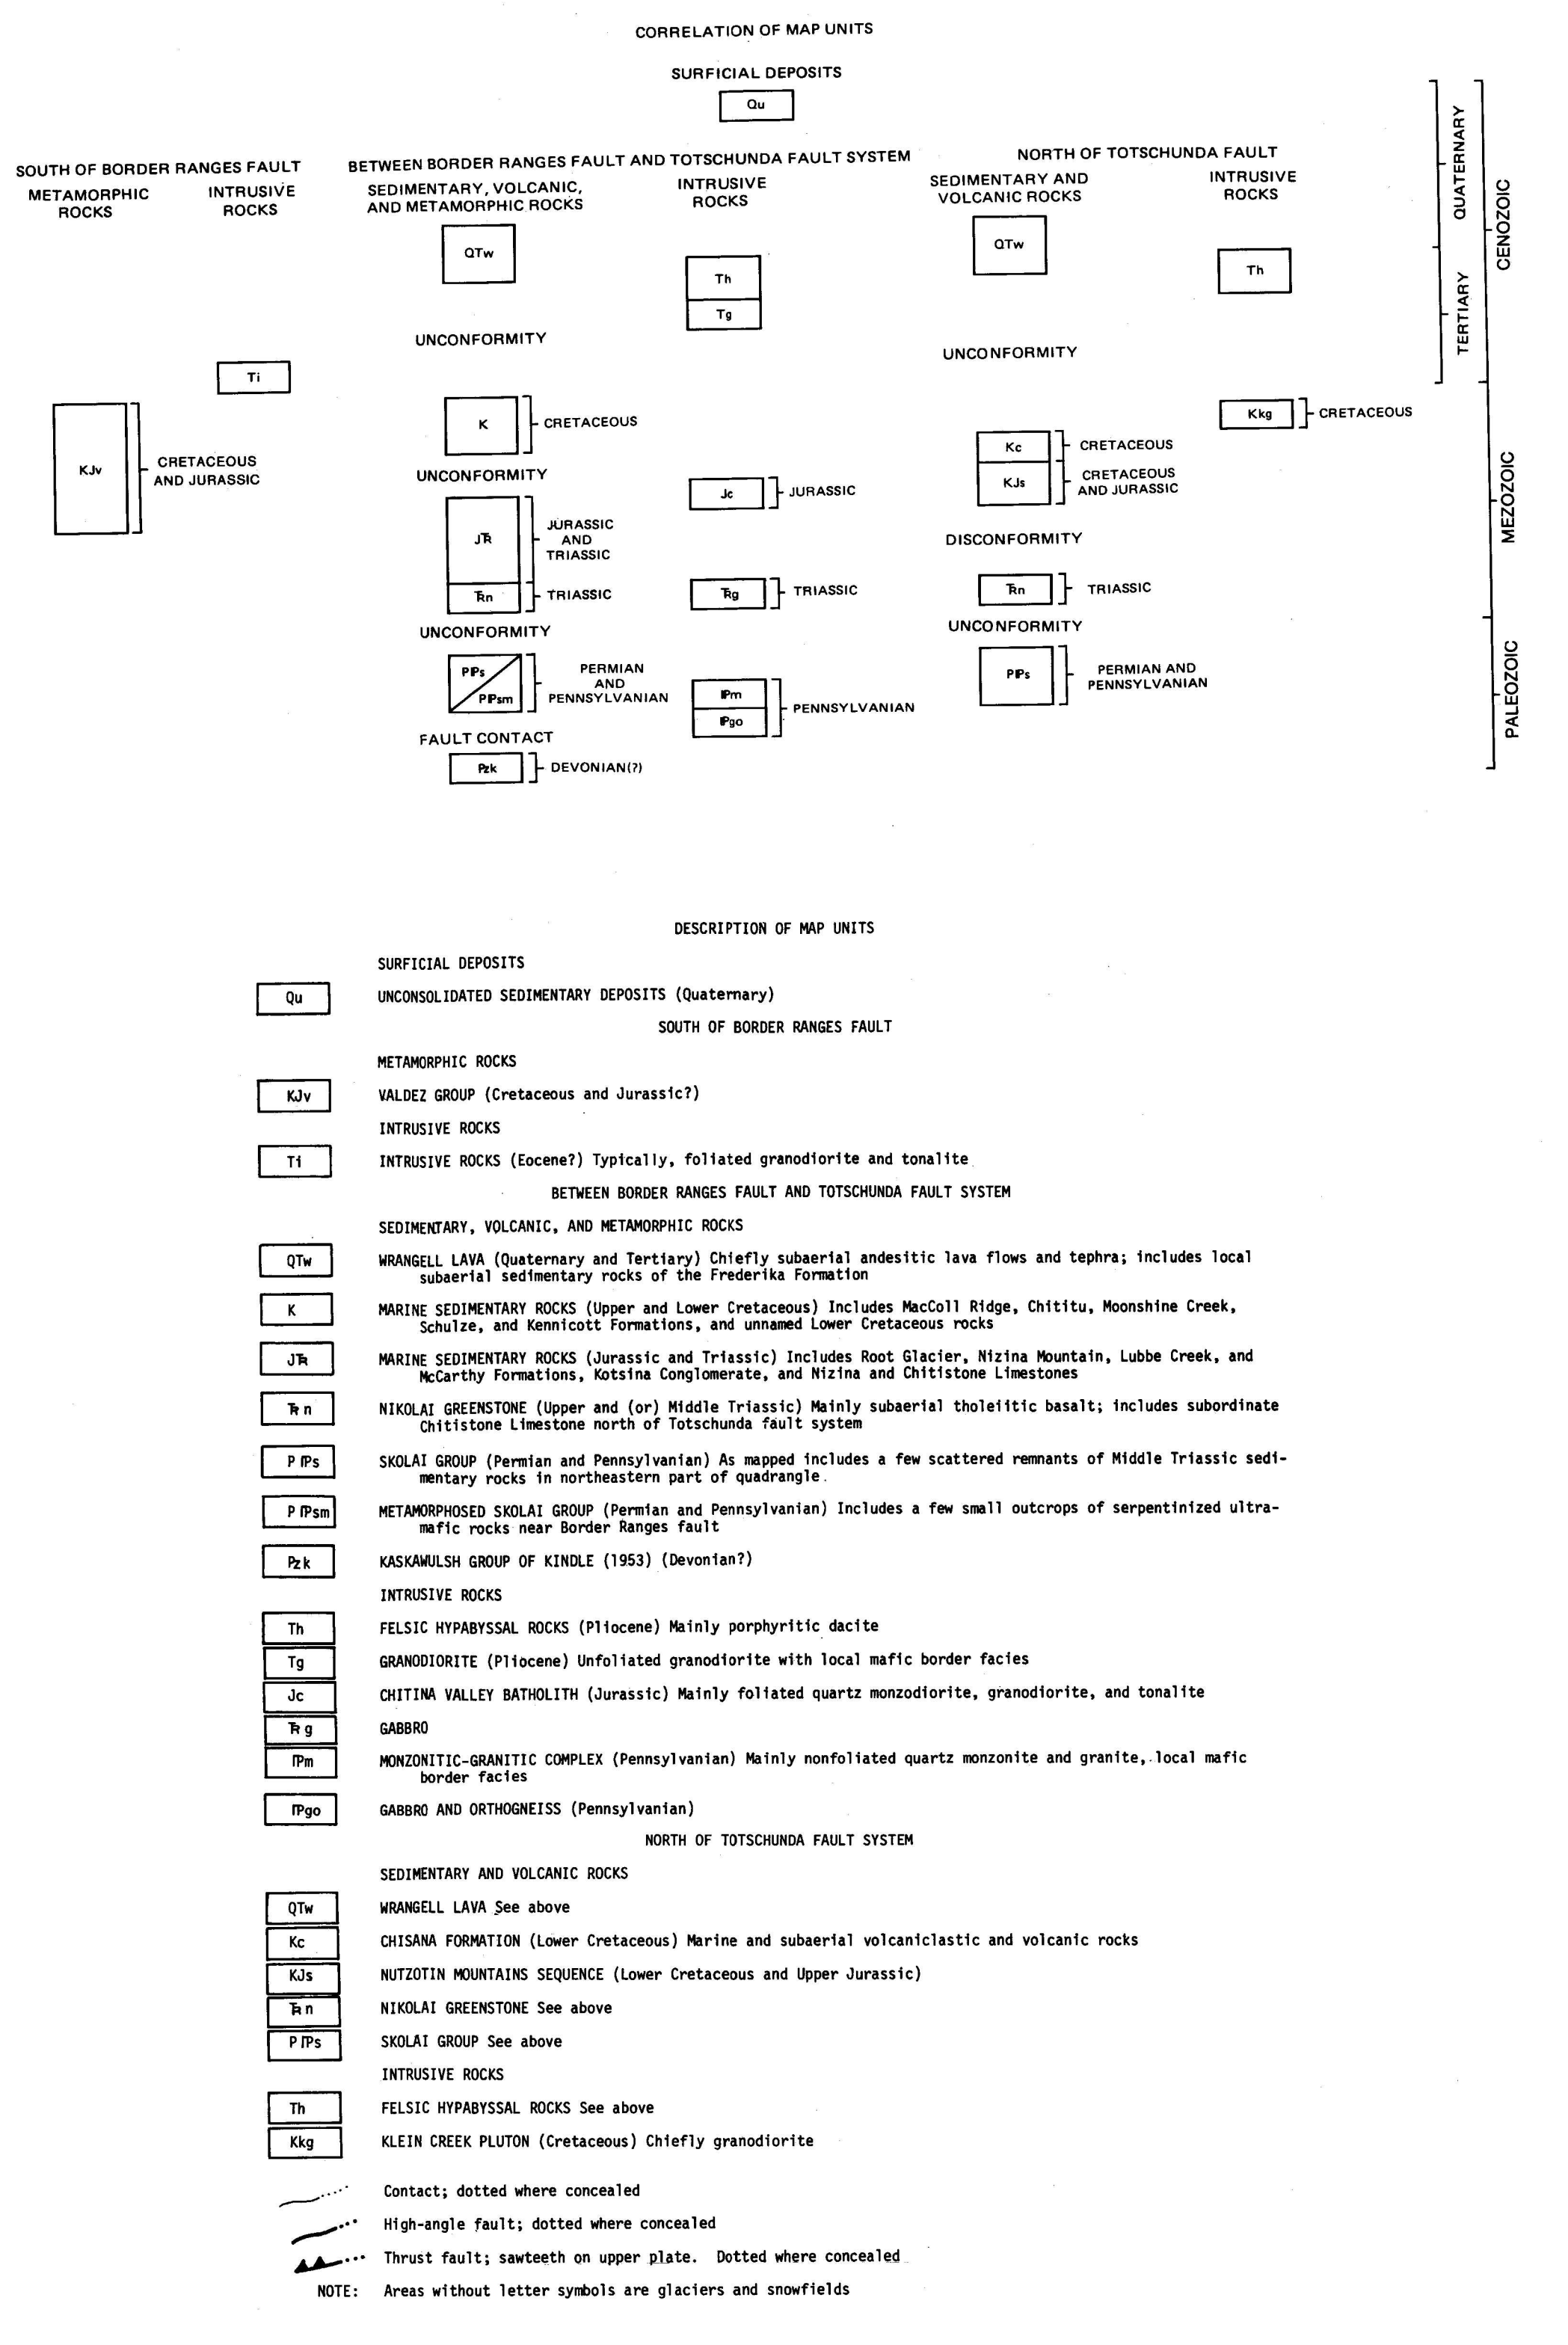 CORRELATION OF MAP UNITS
SURFICIAL DEPOSITS
Qu
SOUTH OF BORDER RANGES FAULT
METAMORPHIC
ROCKS
INTRUSIVE
ROCKS
KJv
CRETACEOUS
AND JURASSIC
Ti
BETWEEN BORDER RANGES FAULT AND TOTSCHUNDA FAULT SYSTEM
SEDIMENTARY, VOLCANIC,
AND METAMORPHIC ROCKS
QTw
UNCONFORMITY
K
CRETACEOUS
UNCONFORMITY
JT̅R
JURASSIC
AND
TRIASSIC
T̅Rn
TRIASSIC
UNCONFORMITY
PIPs
PIPsm
PERMIAN
AND
PENNSYLVANIAN
FAULT CONTACT
Pzk
DEVONIAN(?)
INTRUSIVE
ROCKS
Th
Tg
Jc
JURASSIC
T̅Rg
TRIASSIC
IPm
IPgo
PENNSYLVANIAN
NORTH OF TOTSCHUNDA FAULT
SEDIMENTARY AND
VOLCANIC ROCKS
QTw
UNCONFORMITY
Kc
CRETACEOUS
KJs
CRETACEOUS
AND JURASSIC
DISCONFORMITY
T̅Rn
TRIASSIC
UNCONFORMITY
PIPs
PERMIAN AND
PENNSYLVANIAN
INTRUSIVE
ROCKS
Th
Kkg
CRETACEOUS
QUATERNARY
TERTIARY
CENOZOIC
MEZOZOIC
PALEOZOIC
DESCRIPTION OF MAP UNITS
SURFICIAL DEPOSITS
Qu UNCONSOLIDATED SEDIMENTARY DEPOSITS (Quaternary)
SOUTH OF BORDER RANGES FAULT
METAMORPHIC ROCKS
KJv VALDEZ GROUP (Cretaceous and Jurassic?)
INTRUSIVE ROCKS
Ti INTRUSIVE ROCKS (Eocene?) Typically, foliated granodiorite and tonalite
BETWEEN BORDER RANGES FAULT AND TOTSCHUNDA FAULT SYSTEM
SEDIMENTARY, VOLCANIC, AND METAMORPHIC ROCKS
QTw WRANGELL LAVA (Quaternary and Tertiary) Chiefly subaerial andesitic lava flows and tephra; includes local
subaerial sedimentary rocks of the Frederika Formation
K MARINE SEDIMENTARY ROCKS (Upper and Lower Cretaceous) Includes MacColl Ridge, Chititu, Moonshine Creek,
Schulze, and Kennicott Formations, and unnamed Lower Cretaceous rocks
JT̅R MARINE SEDIMENTARY ROCKS (Jurassic and Triassic) Includes Root Glacier, Nizina Mountain, Lubbe Creek, and
McCarthy Formations, Kotsina Conglomerate, and Nizina and Chitistone Limestones
T̅Rn NIKOLAI GREENSTONE (Upper and (or) Middle Triassic) Mainly subaerial tholeiitic basalt; includes subordinate
Chitistone Limestone north of Totschunda fault system
PIPs SKOLAI GROUP (Permian and Pennsylvanian) As mapped includes a few scattered remnants of Middle Triassic sedi-
mentary rocks in northeastern part of quadrangle.
PIPsm METAMORPHOSED SKOLAI GROUP (Permian and Pennsylvanian) Includes a few small outcrops of serpentinized ultra-
mafic rocks near Border Ranges fault
Pzk KASKAWULSH GROUP OF KINDLE (1953) (Devonian?)
INTRUSIVE ROCKS
Th FELSIC HYPABYSSAL ROCKS (Pliocene) Mainly porphyritic dacite
Tg GRANODIORITE (Pliocene) Unfoliated granodiorite with local mafic border facies
Jc CHITINA VALLEY BATHOLITH (Jurassic) Mainly foliated quartz monzodiorite, granodiorite, and tonalite
T̅Rg GABBRO
IPm MONZONITIC-GRANITIC COMPLEX (Pennsylvanian) Mainly nonfoliated quartz monzonite and granite, local mafic
border facies
IPgo GABBRO AND ORTHOGNEISS (Pennsylvanian)
NORTH OF TOTSCHUNDA FAULT SYSTEM
SEDIMENTARY AND VOLCANIC ROCKS
QTw WRANGELL LAVA See above
Kc CHISANA FORMATION (Lower Cretaceous) Marine and subaerial volcaniclastic and volcanic rocks
KJs NUTZOTIN MOUNTAINS SEQUENCE (Lower Cretaceous and Upper Jurassic)
T̅Rn NIKOLAI GREENSTONE See above
PIPs SKOLAI GROUP See above
INTRUSIVE ROCKS
Th FELSIC HYPABYSSAL ROCKS See above
Kkg KLEIN CREEK PLUTON (Cretaceous) Chiefly granodiorite
Contact; dotted where concealed
High-angle fault; dotted where concealed
Thrust fault; sawteeth on upper plate. Dotted where concealed
NOTE: Areas without letter symbols are glaciers and snowfields